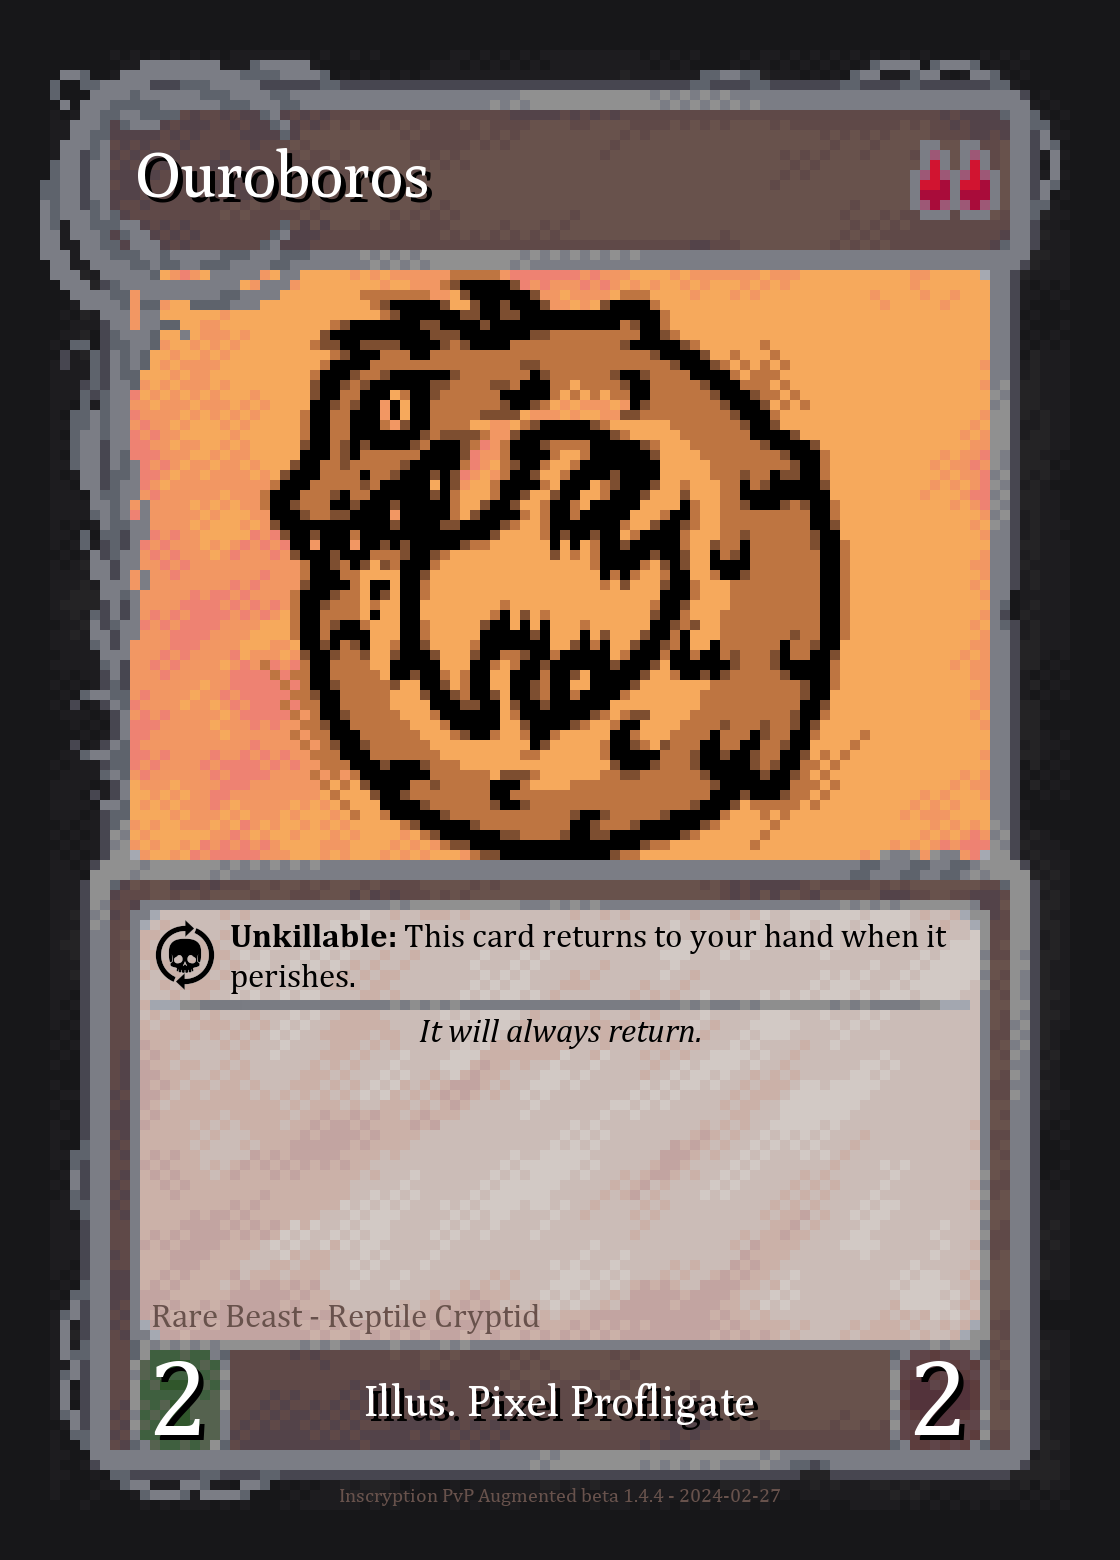 Ouroboros
Unkillable: This card returns to your hand when it
perishes.
It will always return.
Rare Beast - Reptile Cryptid
2
Illus. Pixel Profligate
2
Inscryption PvP Augmented beta 1.4.4 - 2024-02-27